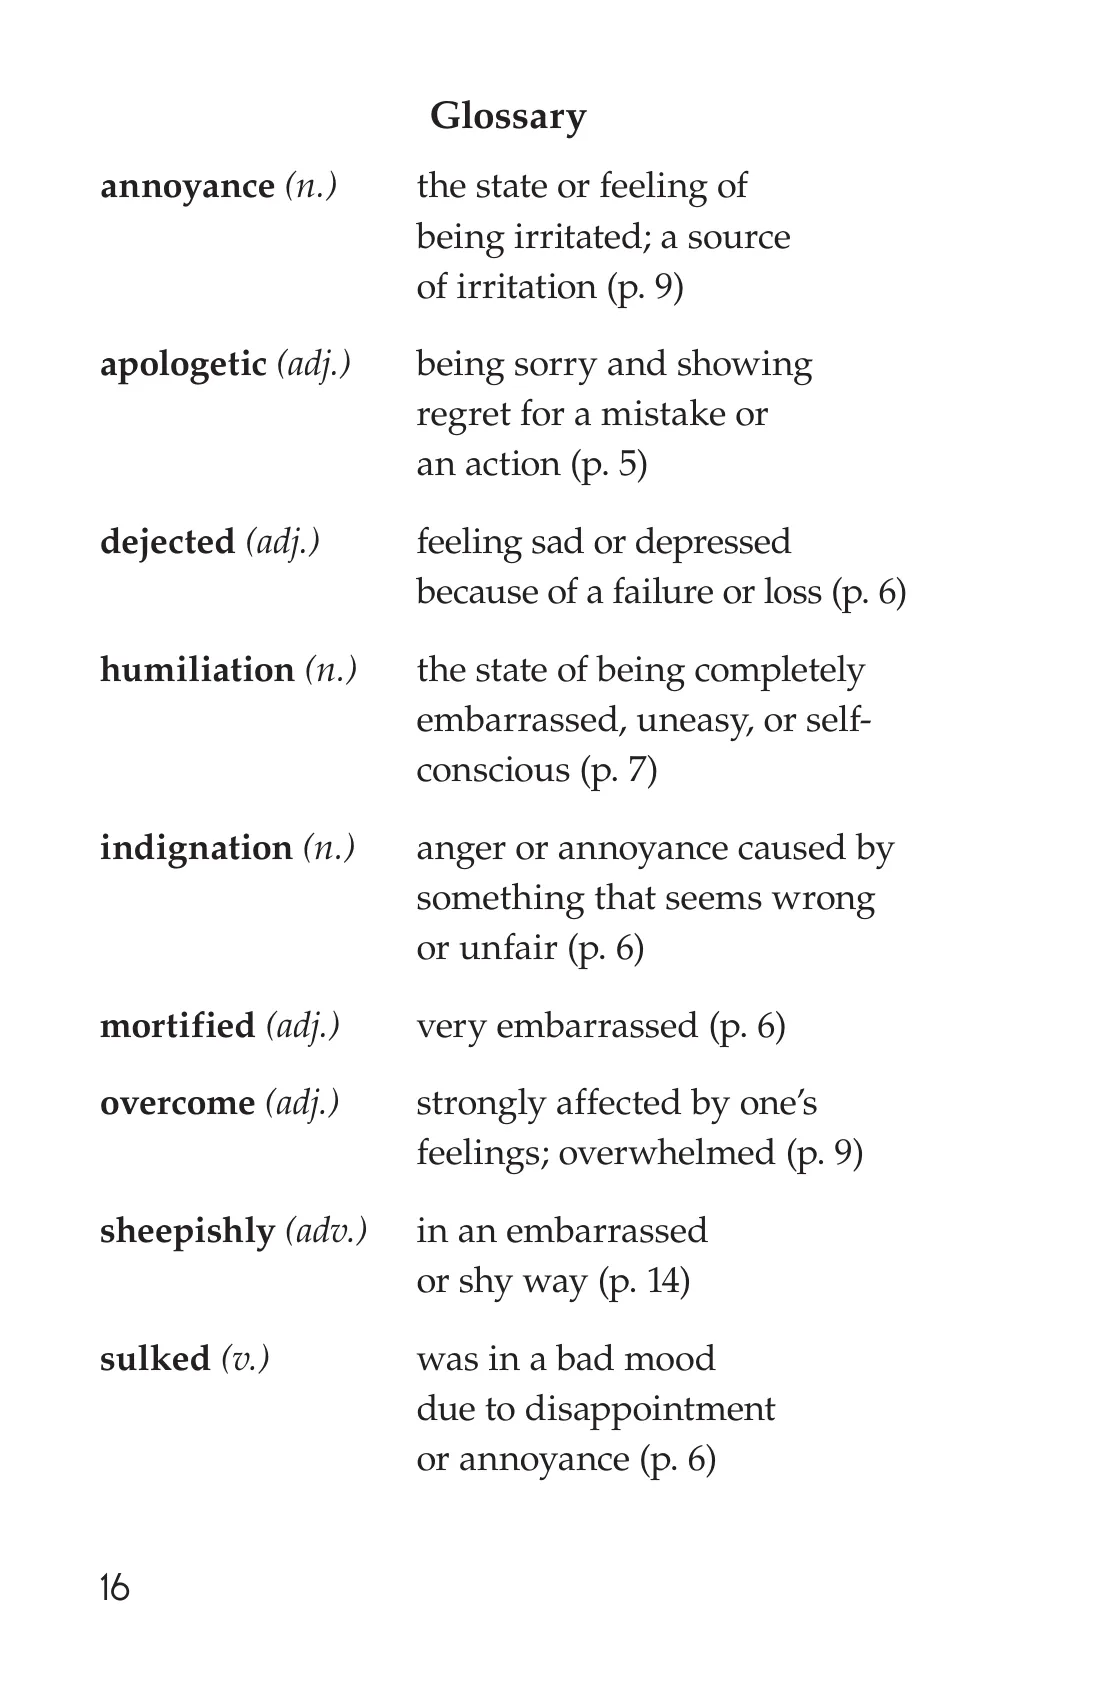 Glossary
annoyance (n.) the state or feeling of
being irritated; a source
of irritation (p. 9)
apologetic (adj.) being sorry and showing
regret for a mistake or
an action (p. 5)
dejected (adj.) feeling sad or depressed
because of a failure or loss (p. 6)
humiliation (n.) the state of being completely
embarrassed, uneasy, or self-
conscious (p. 7)
indignation (n.) anger or annoyance caused by
something that seems wrong
or unfair (p. 6)
mortified (adj.) very embarrassed (p. 6)
overcome (adj.) strongly affected by one’s
feelings; overwhelmed (p. 9)
sheepishly (adv.) in an embarrassed
or shy way (p. 14)
sulked (v.) was in a bad mood
due to disappointment
or annoyance (p. 6)
16